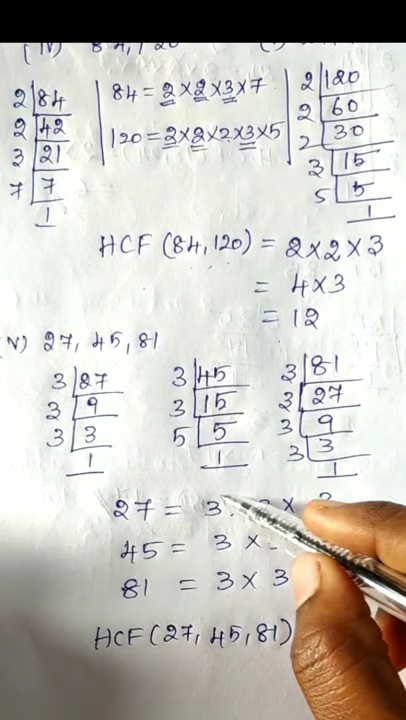 2 | 84
2 | 42
3 | 21
7 | 7
1
84 = 2 × 2 × 3 × 7
120 = 2 × 2 × 2 × 3 × 5
2 | 120
2 | 60
2 | 30
3 | 15
5 | 5
1
HCF (84, 120) = 2 × 2 × 3
= 4 × 3
= 12
(V) 27, 45, 81
3 | 27
3 | 9
3 | 3
1
3 | 45
3 | 15
5 | 5
1
3 | 81
3 | 27
3 | 9
3 | 3
1
27 = 3
45 = 3 ×
81 = 3 × 3
HCF (27, 45, 81)